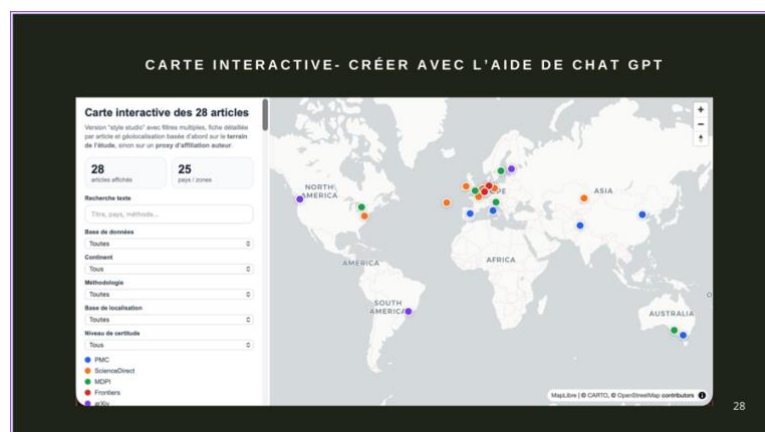 CARTE INTERACTIVE- CRÉER AVEC L'AIDE DE CHAT GPT
Carte interactive des 28 articles
Version "style studio" avec filtres multiples, fiche détaillée
par article et géolocalisation basée d'abord sur le terrain
de l'étude, sinon sur un proxy d'affiliation auteur.
28
articles affichés
25
pays / zones
Recherche texte
Titre, pays, méthode...
Base de données
Toutes
Continent
Tous
Méthodologie
Toutes
Base de localisation
Toutes
Niveau de certitude
Tous
PMC
ScienceDirect
MDPI
Frontiers
arXiv
NORTH
AMERICA
AMERICA
SOUTH
AMERICA
AFRICA
ASIA
AUSTRALIA
MapLibre | © CARTO, © OpenStreetMap contributors
28